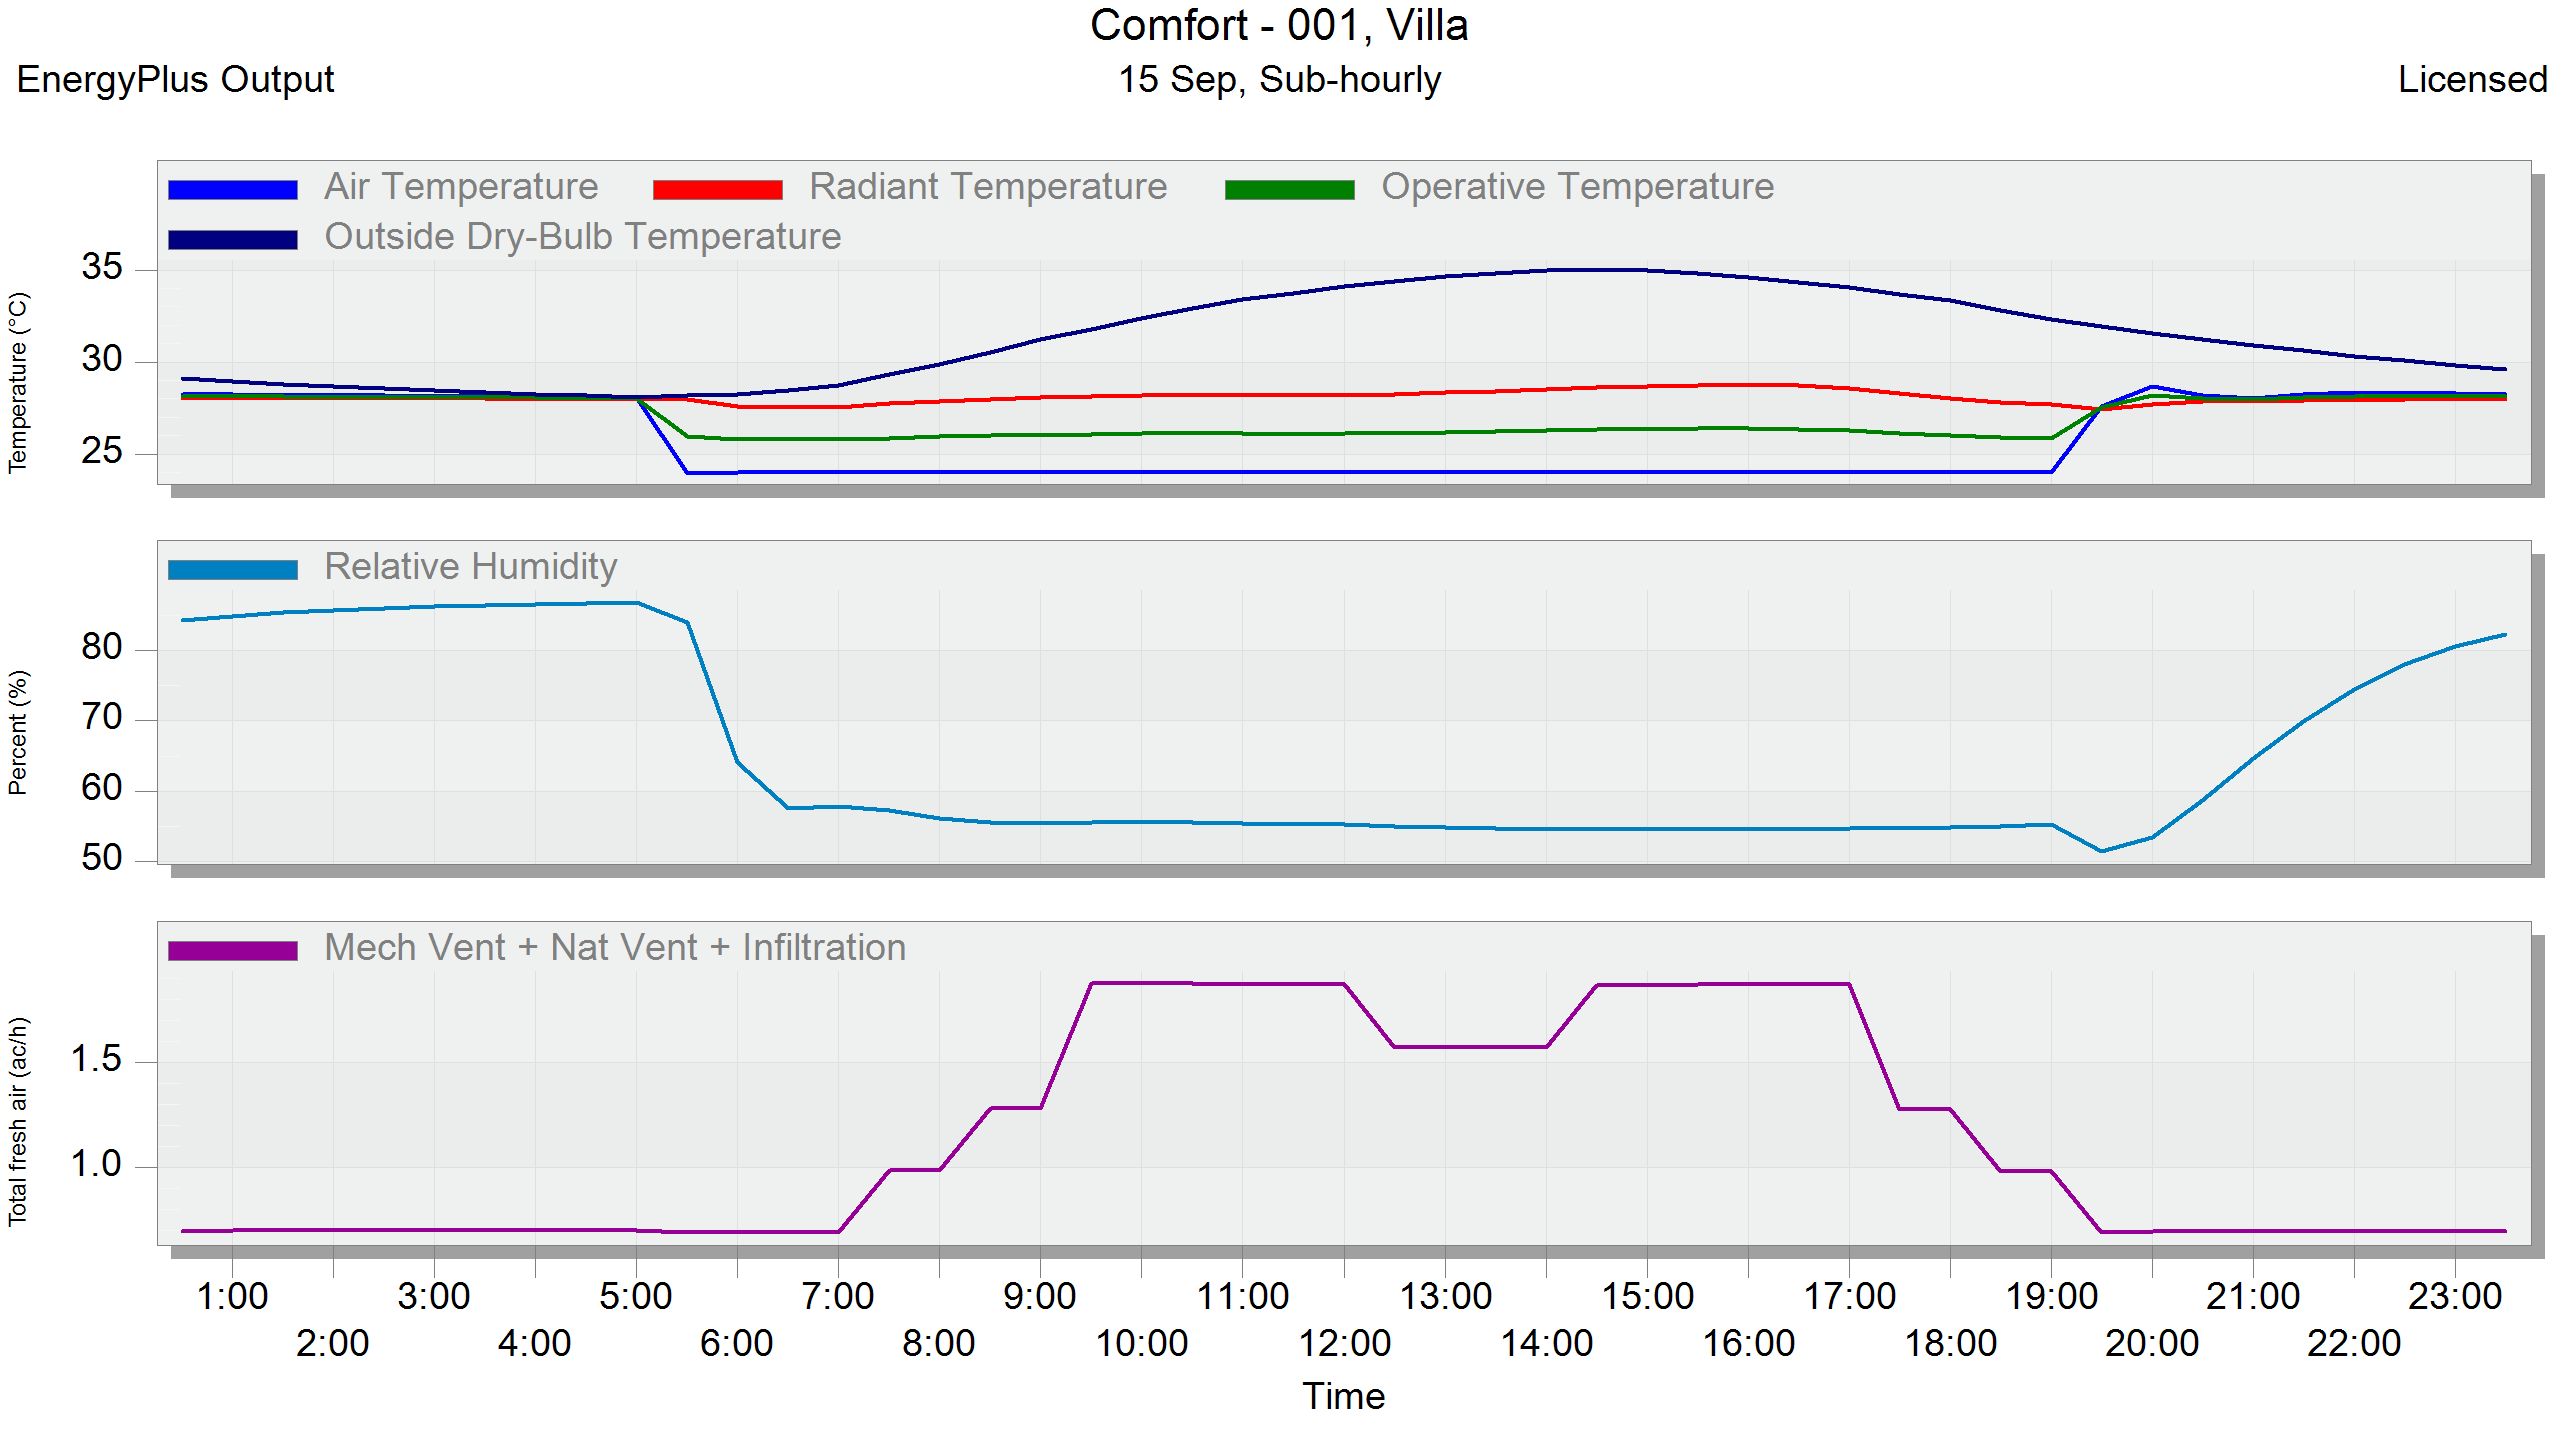 Comfort - 001, Villa
EnergyPlus Output
15 Sep, Sub-hourly
Licensed
Air Temperature
Radiant Temperature
Operative Temperature
Outside Dry-Bulb Temperature
Temperature (°C)
35
30
25
Relative Humidity
Percent (%)
80
70
60
50
Mech Vent + Nat Vent + Infiltration
Total fresh air (ac/h)
1.5
1.0
1:00 3:00 5:00 7:00 9:00 11:00 13:00 15:00 17:00 19:00 21:00 23:00
2:00 4:00 6:00 8:00 10:00 12:00 14:00 16:00 18:00 20:00 22:00
Time